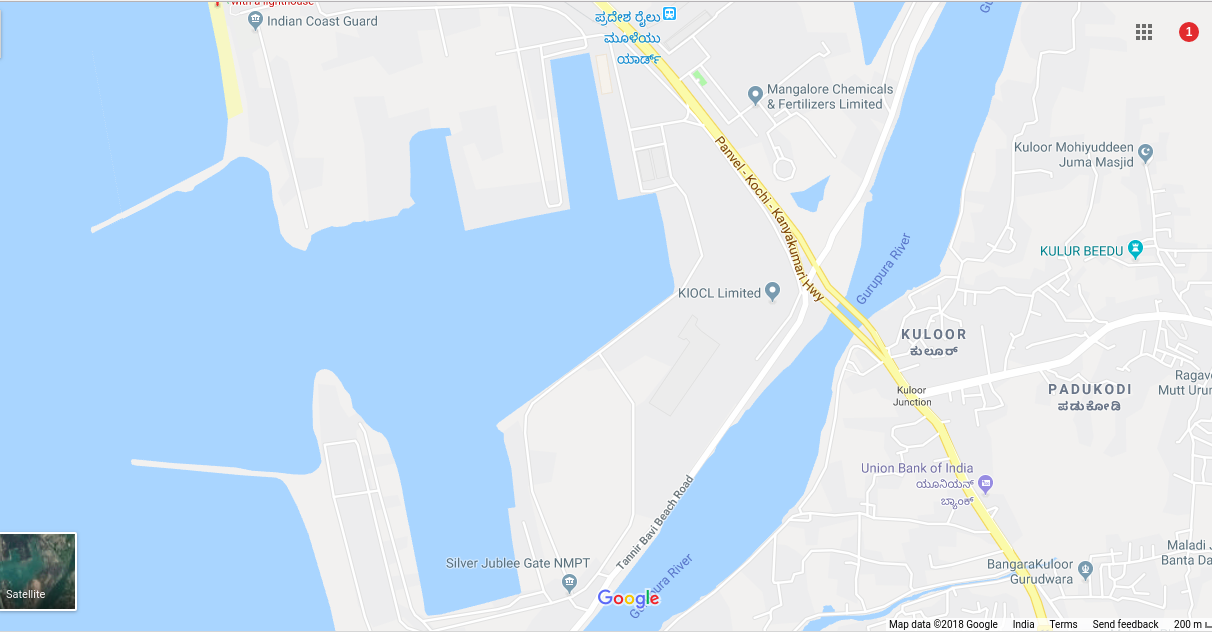 with a lighthouse
Indian Coast Guard
ಪ್ರದೇಶ ರೈಲು
ಮೂಳೆಯು
ಯಾರ್ಡ್
1
Mangalore Chemicals
& Fertilizers Limited
Panvel - Kochi - Kanyakumari Hwy
Kuloor Mohiyuddeen
Juma Masjid
KULUR BEEDU
Gurupura River
KIOCL Limited
KULOOR
ಕುಲೂರ್
Kuloor
Junction
PADUKODI
ಪಡುಕೋಡಿ
Mutt
Union Bank of India
ಯೂನಿಯನ್
ಬ್ಯಾಂಕ್
Tannir Bavi Beach Road
Silver Jublee Gate NMPT
Gurupura River
BangaraKuloor
Gurudwara
Maladi
Banta
Satellite
Google
Map data ©2018 Google India Terms Send feedback 200 m